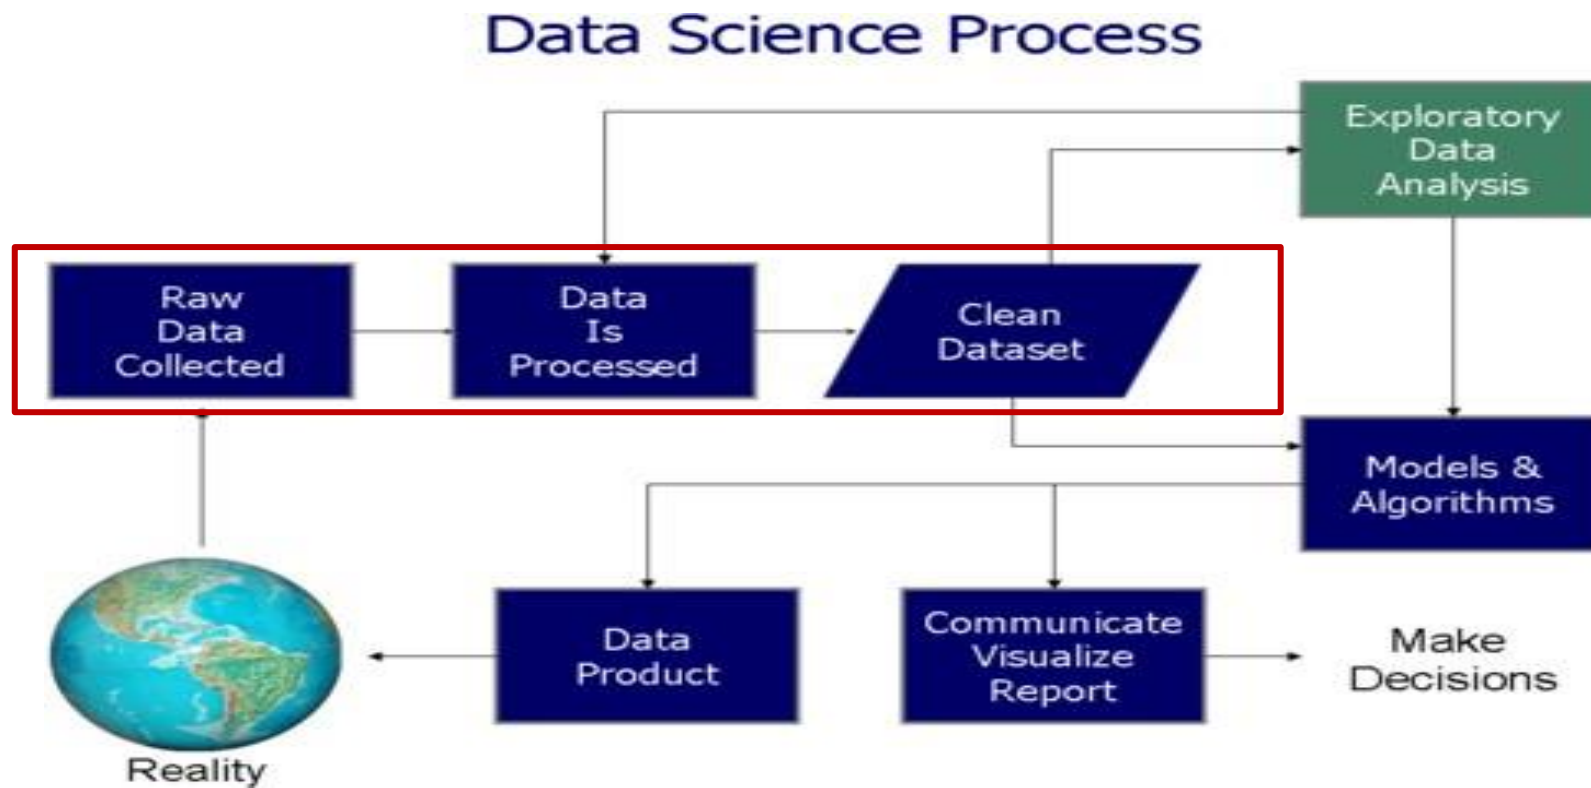 Data Science Process
Exploratory
Data
Analysis
Raw
Data
Collected
Data
Is
Processed
Clean
Dataset
Models &
Algorithms
Data
Product
Communicate
Visualize
Report
Make
Decisions
Reality